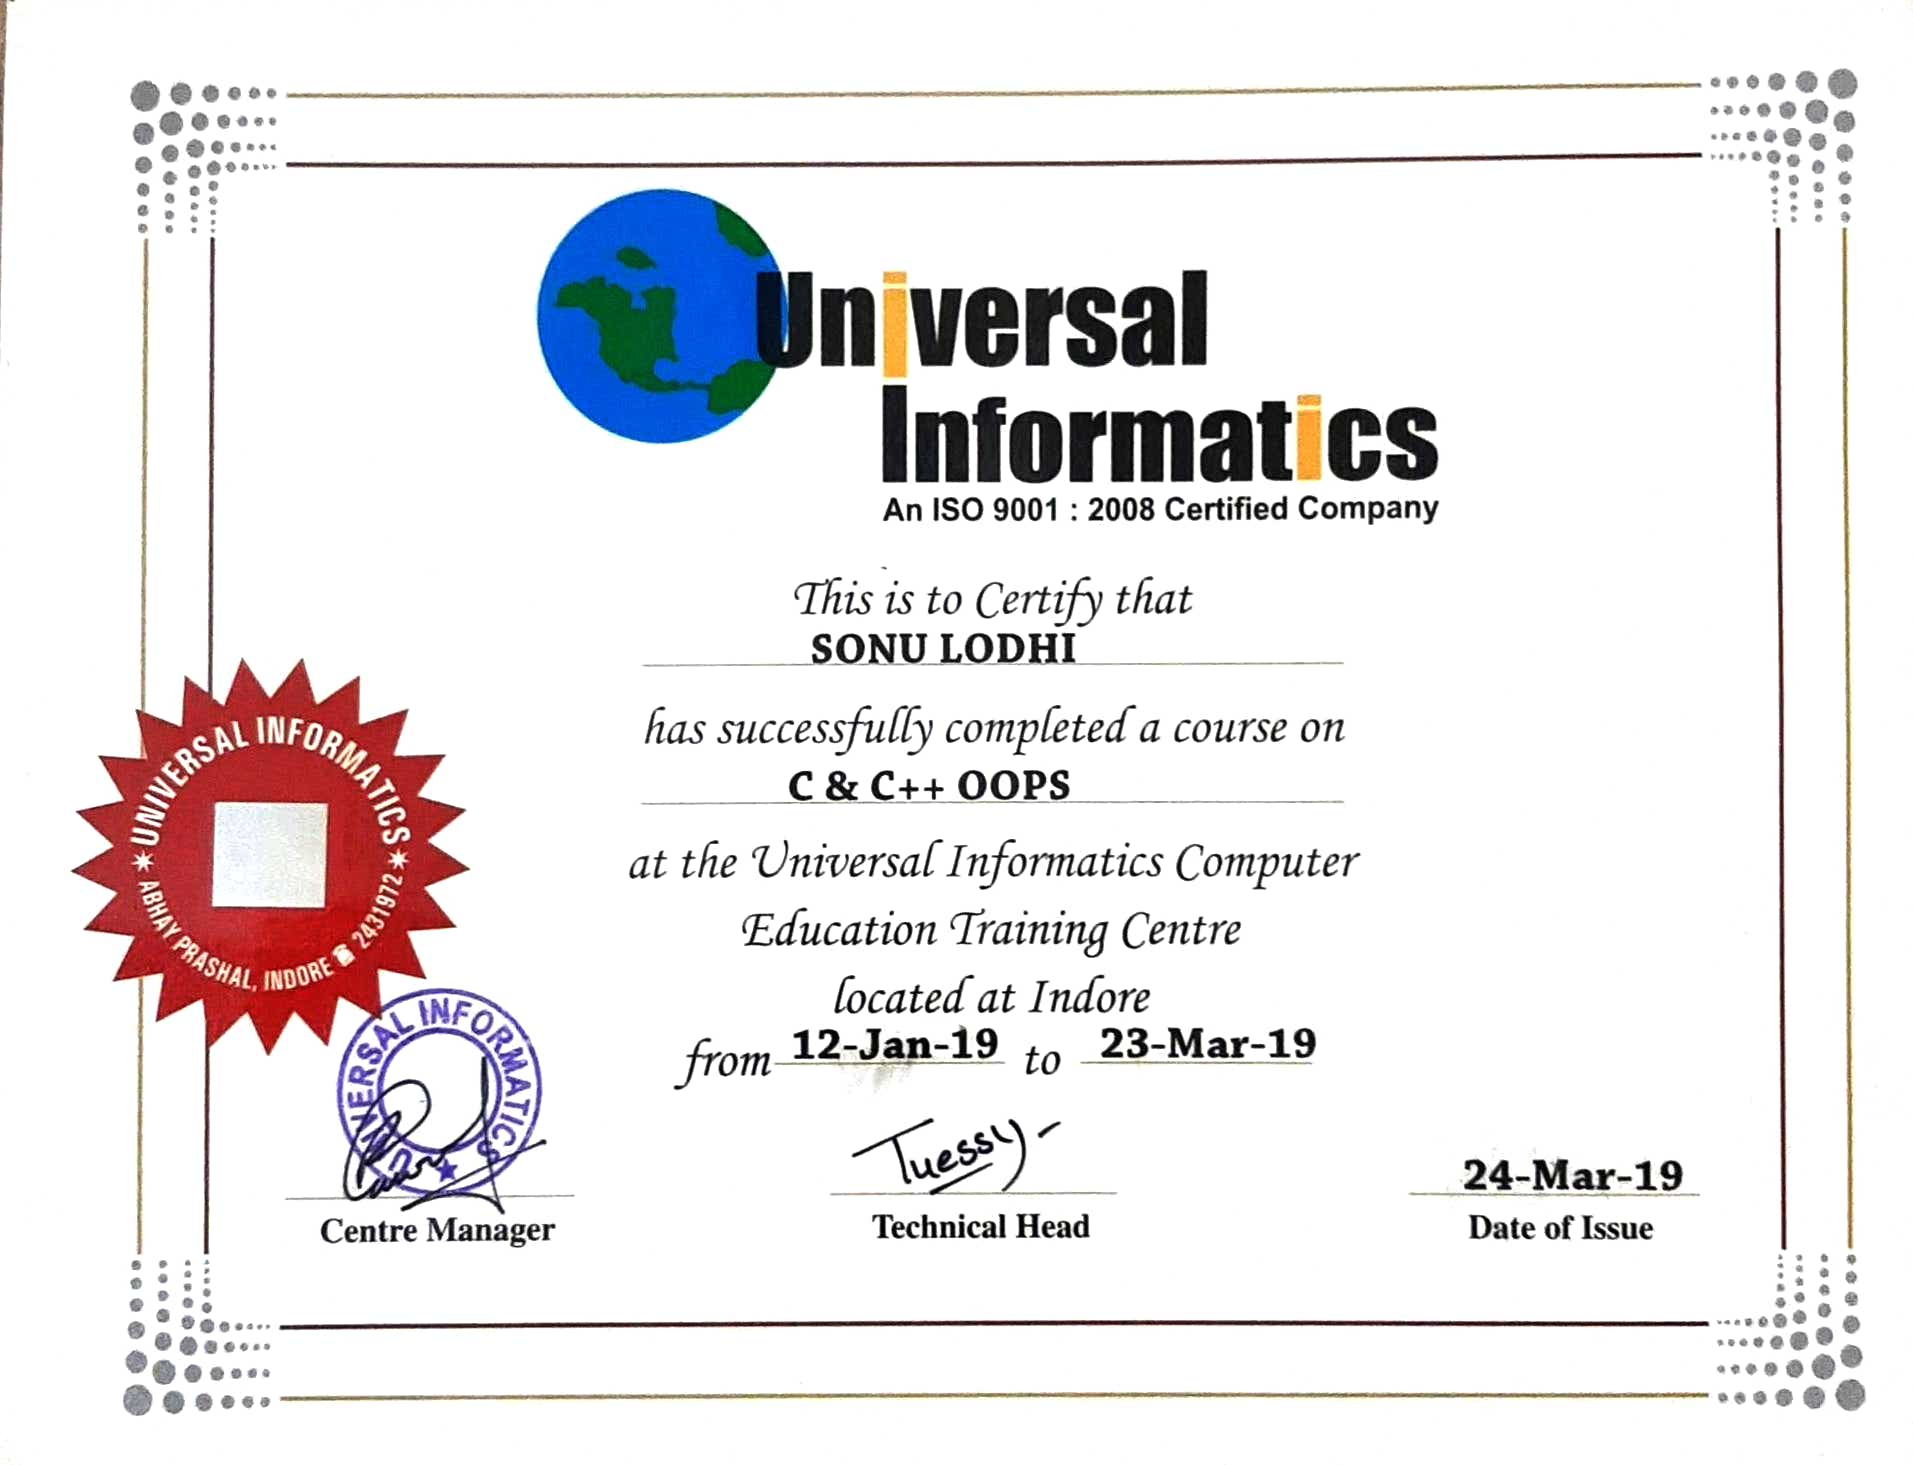 Universal
Informatics
An ISO 9001 : 2008 Certified Company
This is to Certify that
SONU LODHI
has successfully completed a course on
C & C++ OOPS
at the Universal Informatics Computer
Education Training Centre
located at Indore
from 12-Jan-19 to 23-Mar-19
UNIVERSAL INFORMATICS
ABHAY PRASHAL, INDORE ☎ 2431972
UNIVERSAL INFORMATICS
Tuessy
24-Mar-19
Centre Manager
Technical Head
Date of Issue